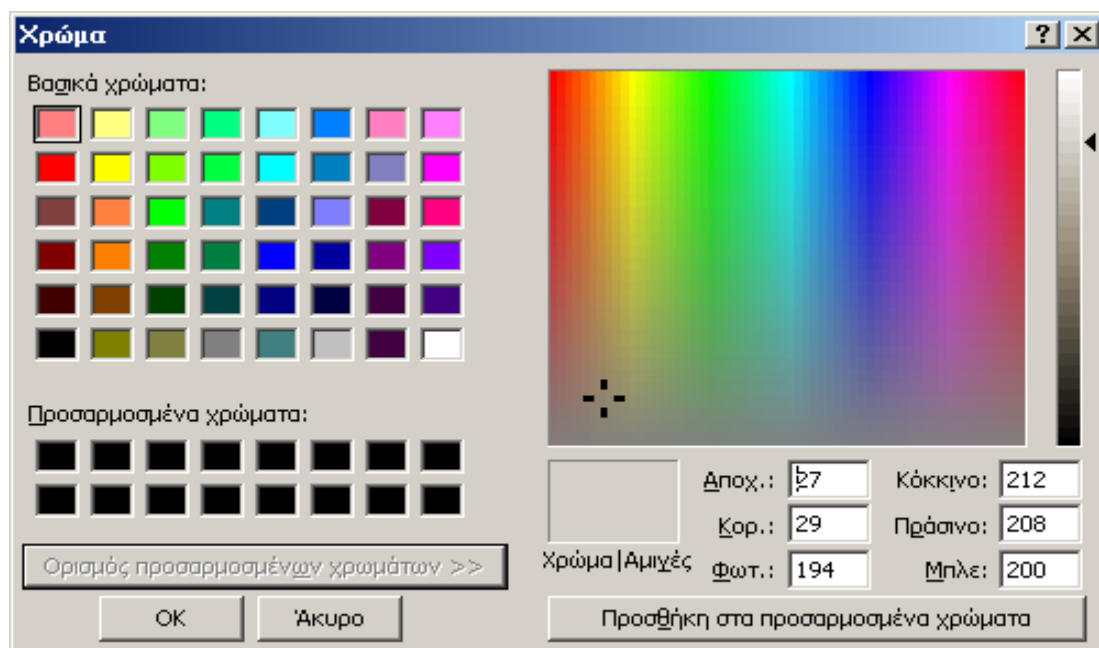 Χρώμα
Βασικά χρώματα:
Προσαρμοσμένα χρώματα:
Ορισμός προσαρμοσμένων χρωμάτων >>
OK
Άκυρο
Χρώμα|Αμιγές
Αποχ.: 27
Κορ.: 29
Φωτ.: 194
Κόκκινο: 212
Πράσινο: 208
Μπλε: 200
Προσθήκη στα προσαρμοσμένα χρώματα